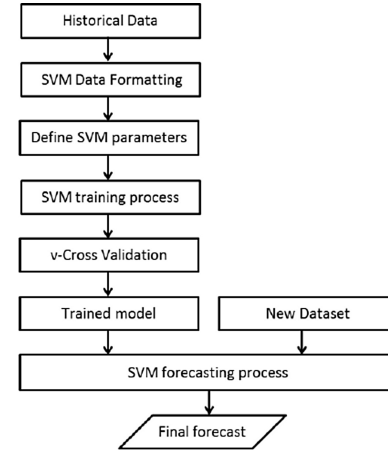 Historical Data
SVM Data Formatting
Define SVM parameters
SVM training process
v-Cross Validation
Trained model
New Dataset
SVM forecasting process
Final forecast